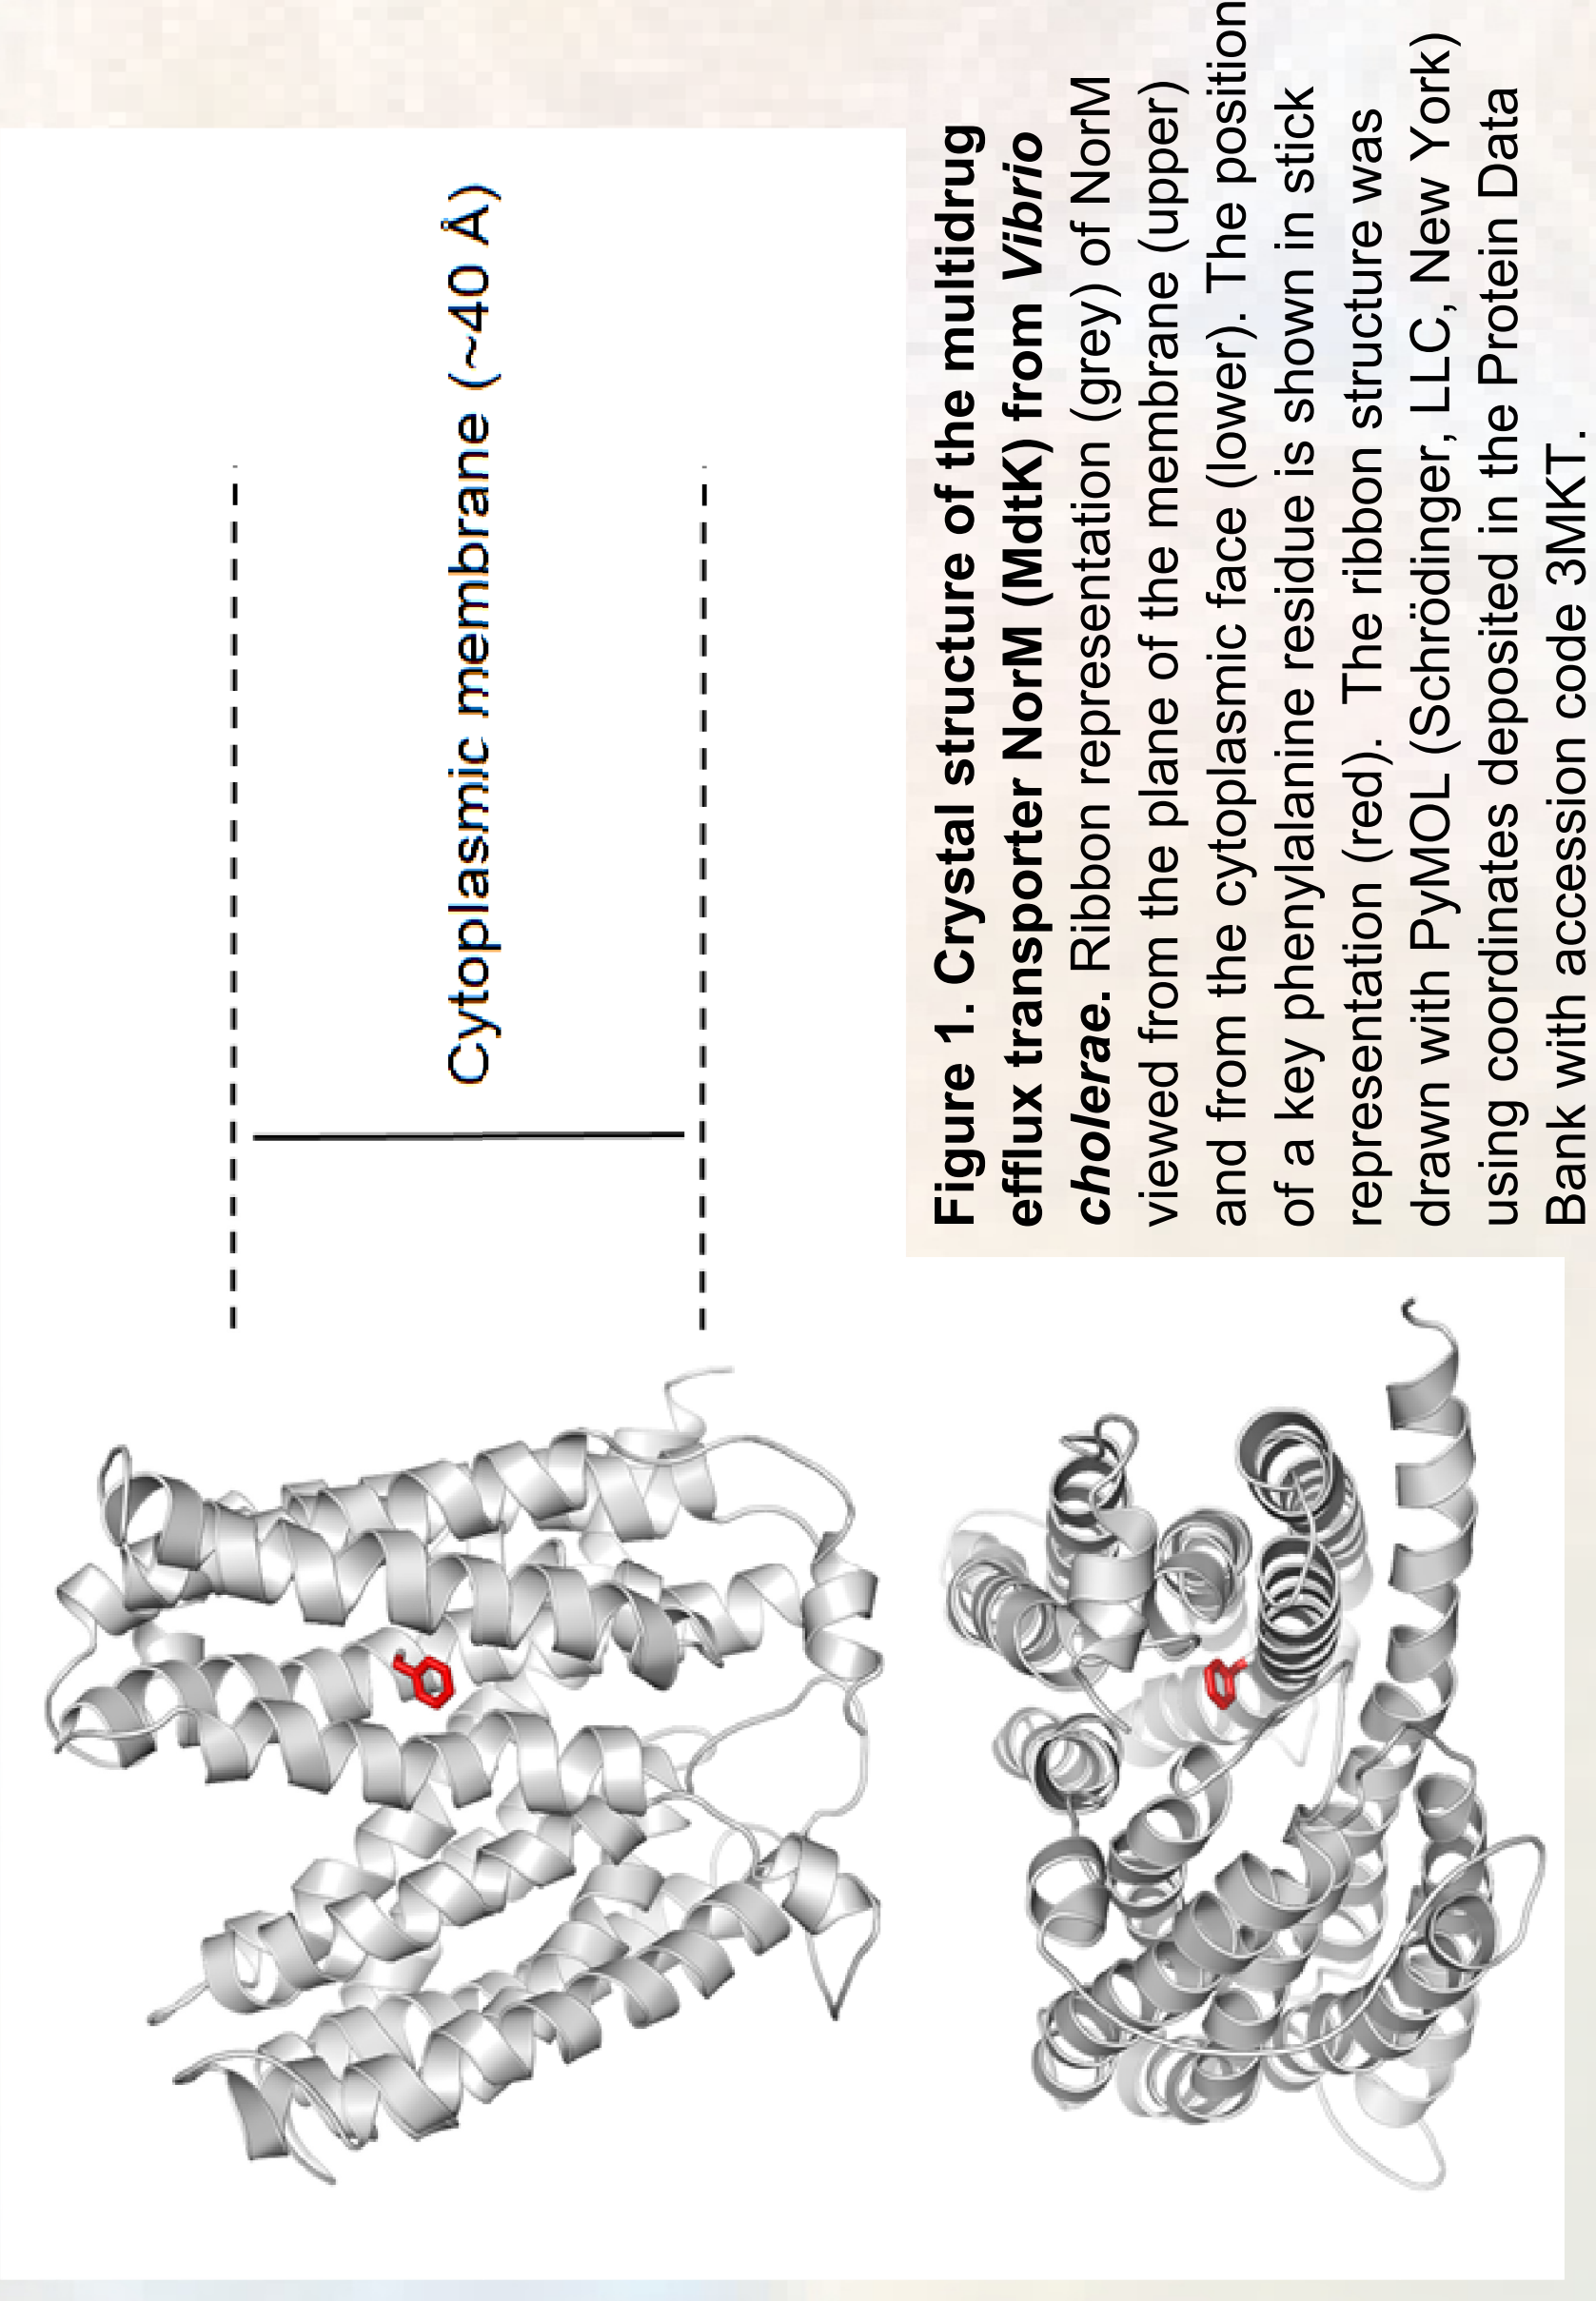 Cytoplasmic membrane (~40 Å)
Figure 1. Crystal structure of the multidrug
efflux transporter NorM (MdtK) from Vibrio
cholerae. Ribbon representation (grey) of NorM
viewed from the plane of the membrane (upper)
and from the cytoplasmic face (lower). The position
of a key phenylalanine residue is shown in stick
representation (red).  The ribbon structure was
drawn with PyMOL (Schrödinger, LLC, New York)
using coordinates deposited in the Protein Data
Bank with accession code 3MKT.